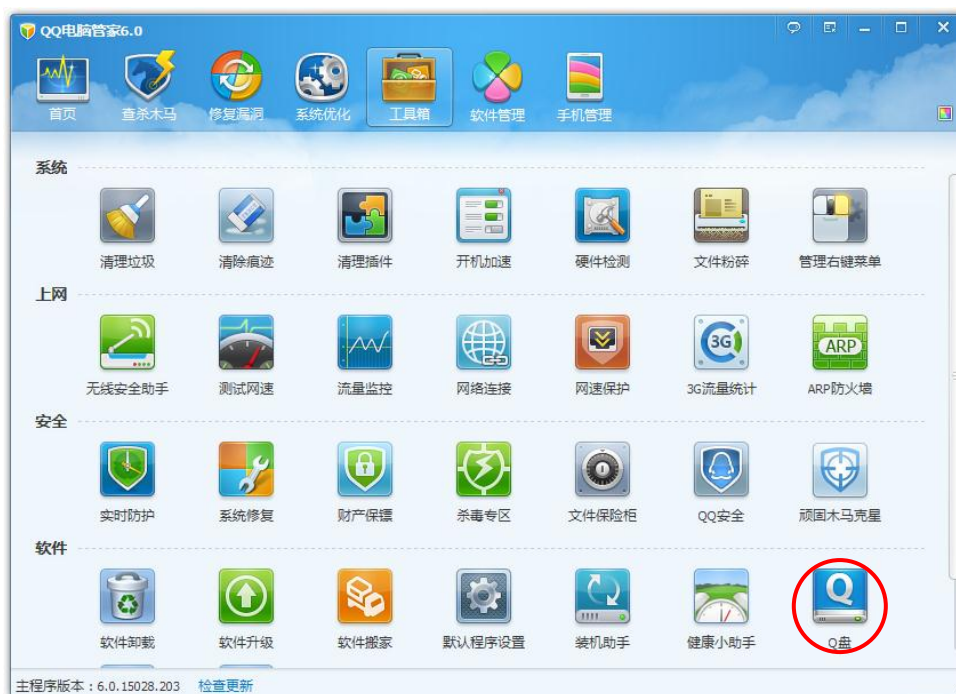 QQ电脑管家6.0
首页 查杀木马 修复漏洞 系统优化 工具箱 软件管理 手机管理
系统
清理垃圾 清除痕迹 清理插件 开机加速 硬件检测 文件粉碎 管理右键菜单
上网
3G ARP
无线安全助手 测试网速 流量监控 网络连接 网速保护 3G流量统计 ARP防火墙
安全
实时防护 系统修复 财产保镖 杀毒专区 文件保险柜 QQ安全 顽固木马克星
软件
Q
软件卸载 软件升级 软件搬家 默认程序设置 装机助手 健康小助手 Q盘
主程序版本：6.0.15028.203 检查更新